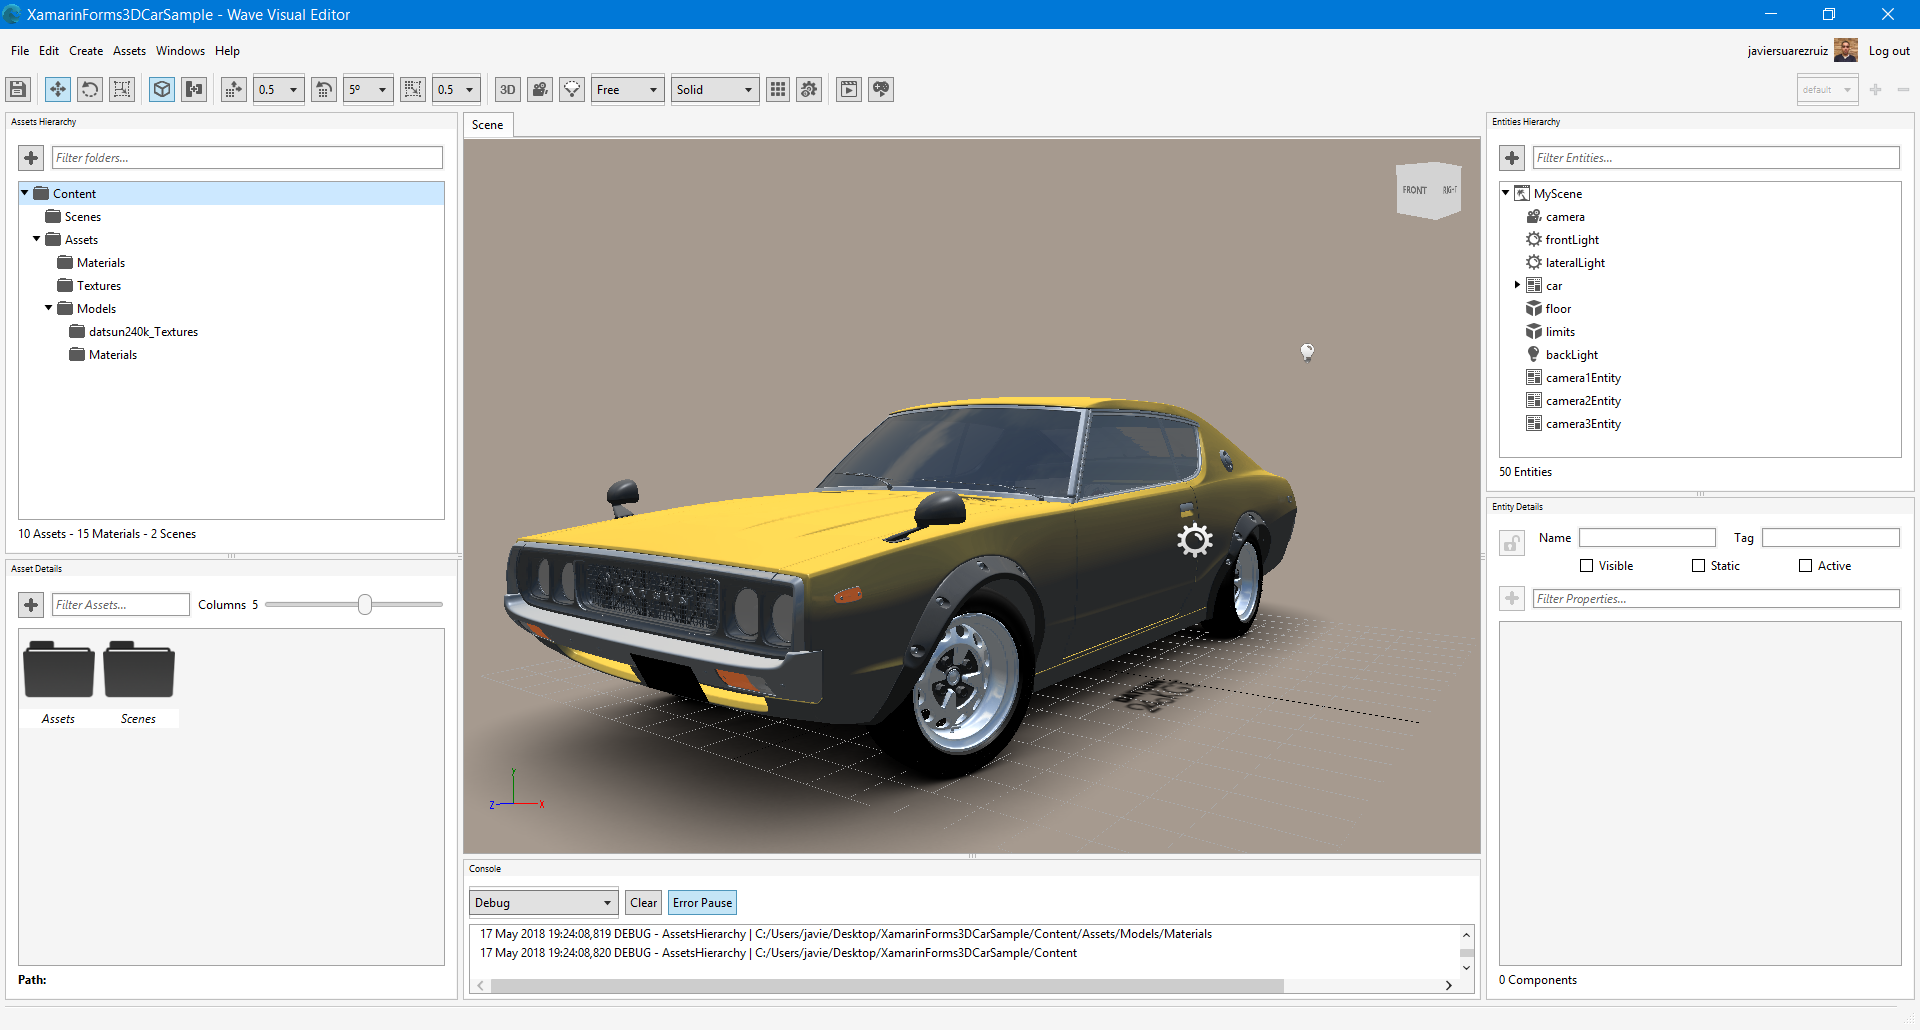 XamarinForms3DCarSample - Wave Visual Editor
File Edit Create Assets Windows Help
javiersuarezruiz Log out
0.5 5º 0.5 3D Free Solid default
Assets Hierarchy
Filter folders...
Content
Scenes
Assets
Materials
Textures
Models
datsun240k_Textures
Materials
10 Assets - 15 Materials - 2 Scenes
Asset Details
Filter Assets... Columns 5
Assets Scenes
Path:
Scene
FRONT RIGHT
DATSUN
y
z x
Console
Debug Clear Error Pause
17 May 2018 19:24:08,819 DEBUG - AssetsHierarchy | C:/Users/javie/Desktop/XamarinForms3DCarSample/Content/Assets/Models/Materials
17 May 2018 19:24:08,820 DEBUG - AssetsHierarchy | C:/Users/javie/Desktop/XamarinForms3DCarSample/Content
Entities Hierarchy
Filter Entities...
MyScene
camera
frontLight
lateralLight
car
floor
limits
backLight
camera1Entity
camera2Entity
camera3Entity
50 Entities
Entity Details
Name Tag
Visible Static Active
Filter Properties...
0 Components